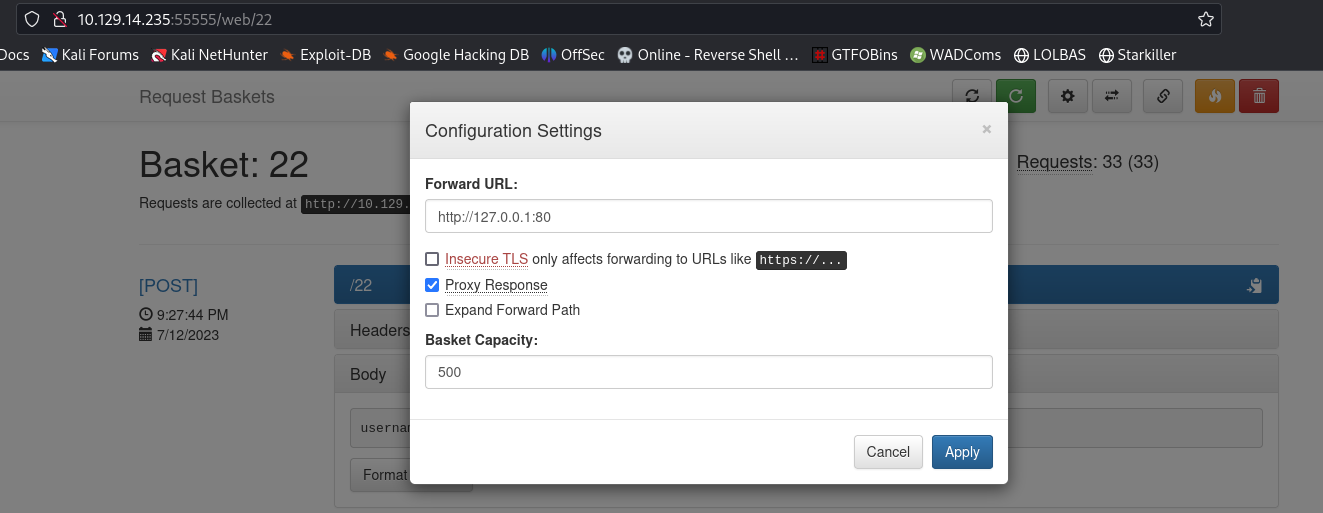 10.129.14.235:55555/web/22
Docs Kali Forums Kali NetHunter Exploit-DB Google Hacking DB OffSec Online - Reverse Shell ... GTFOBins WADComs LOLBAS Starkiller
Request Baskets
Configuration Settings ×
Basket: 22
Requests: 33 (33)
Requests are collected at http://10.129.
Forward URL:
http://127.0.0.1:80
Insecure TLS only affects forwarding to URLs like https://...
Proxy Response
Expand Forward Path
Basket Capacity:
500
Cancel Apply
[POST]
9:27:44 PM
7/12/2023
/22
Headers
Body
userna
Format